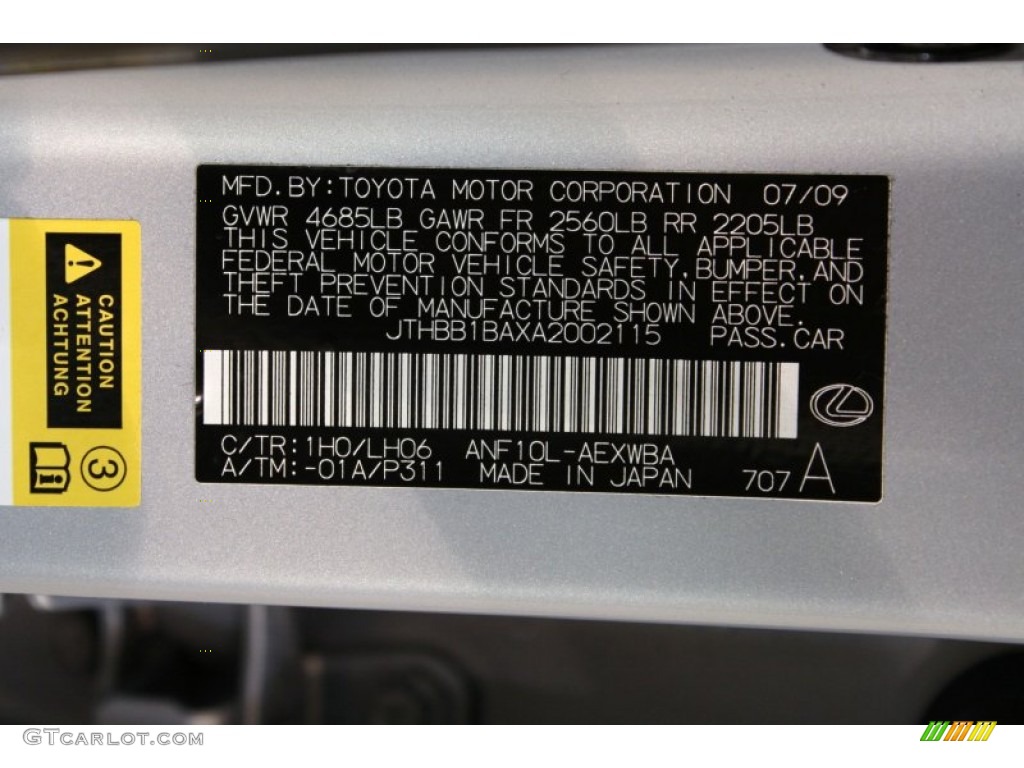 MFD.BY:TOYOTA MOTOR CORPORATION 07/09
GVWR 4685LB GAWR FR 2560LB RR 2205LB
THIS VEHICLE CONFORMS TO ALL APPLICABLE
FEDERAL MOTOR VEHICLE SAFETY,BUMPER,AND
THEFT PREVENTION STANDARDS IN EFFECT ON
THE DATE OF MANUFACTURE SHOWN ABOVE.
JTHBB1BAXA2002115 PASS.CAR
C/TR:1H0/LH06 ANF10L-AEXWBA
A/TM:-01A/P311 MADE IN JAPAN 707 A
CAUTION
ATTENTION
ACHTUNG
3
GTCARLOT.COM